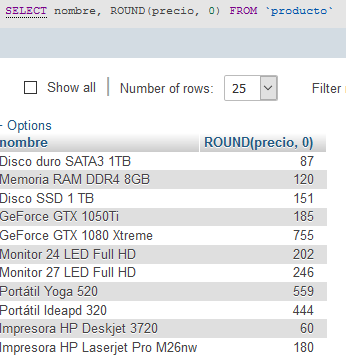 SELECT nombre, ROUND(precio, 0) FROM `producto`
Show all Number of rows: 25 Filter
Options
nombre ROUND(precio, 0)
Disco duro SATA3 1TB 87
Memoria RAM DDR4 8GB 120
Disco SSD 1 TB 151
GeForce GTX 1050Ti 185
GeForce GTX 1080 Xtreme 755
Monitor 24 LED Full HD 202
Monitor 27 LED Full HD 246
Portátil Yoga 520 559
Portátil Ideapd 320 444
Impresora HP Deskjet 3720 60
Impresora HP Laserjet Pro M26nw 180